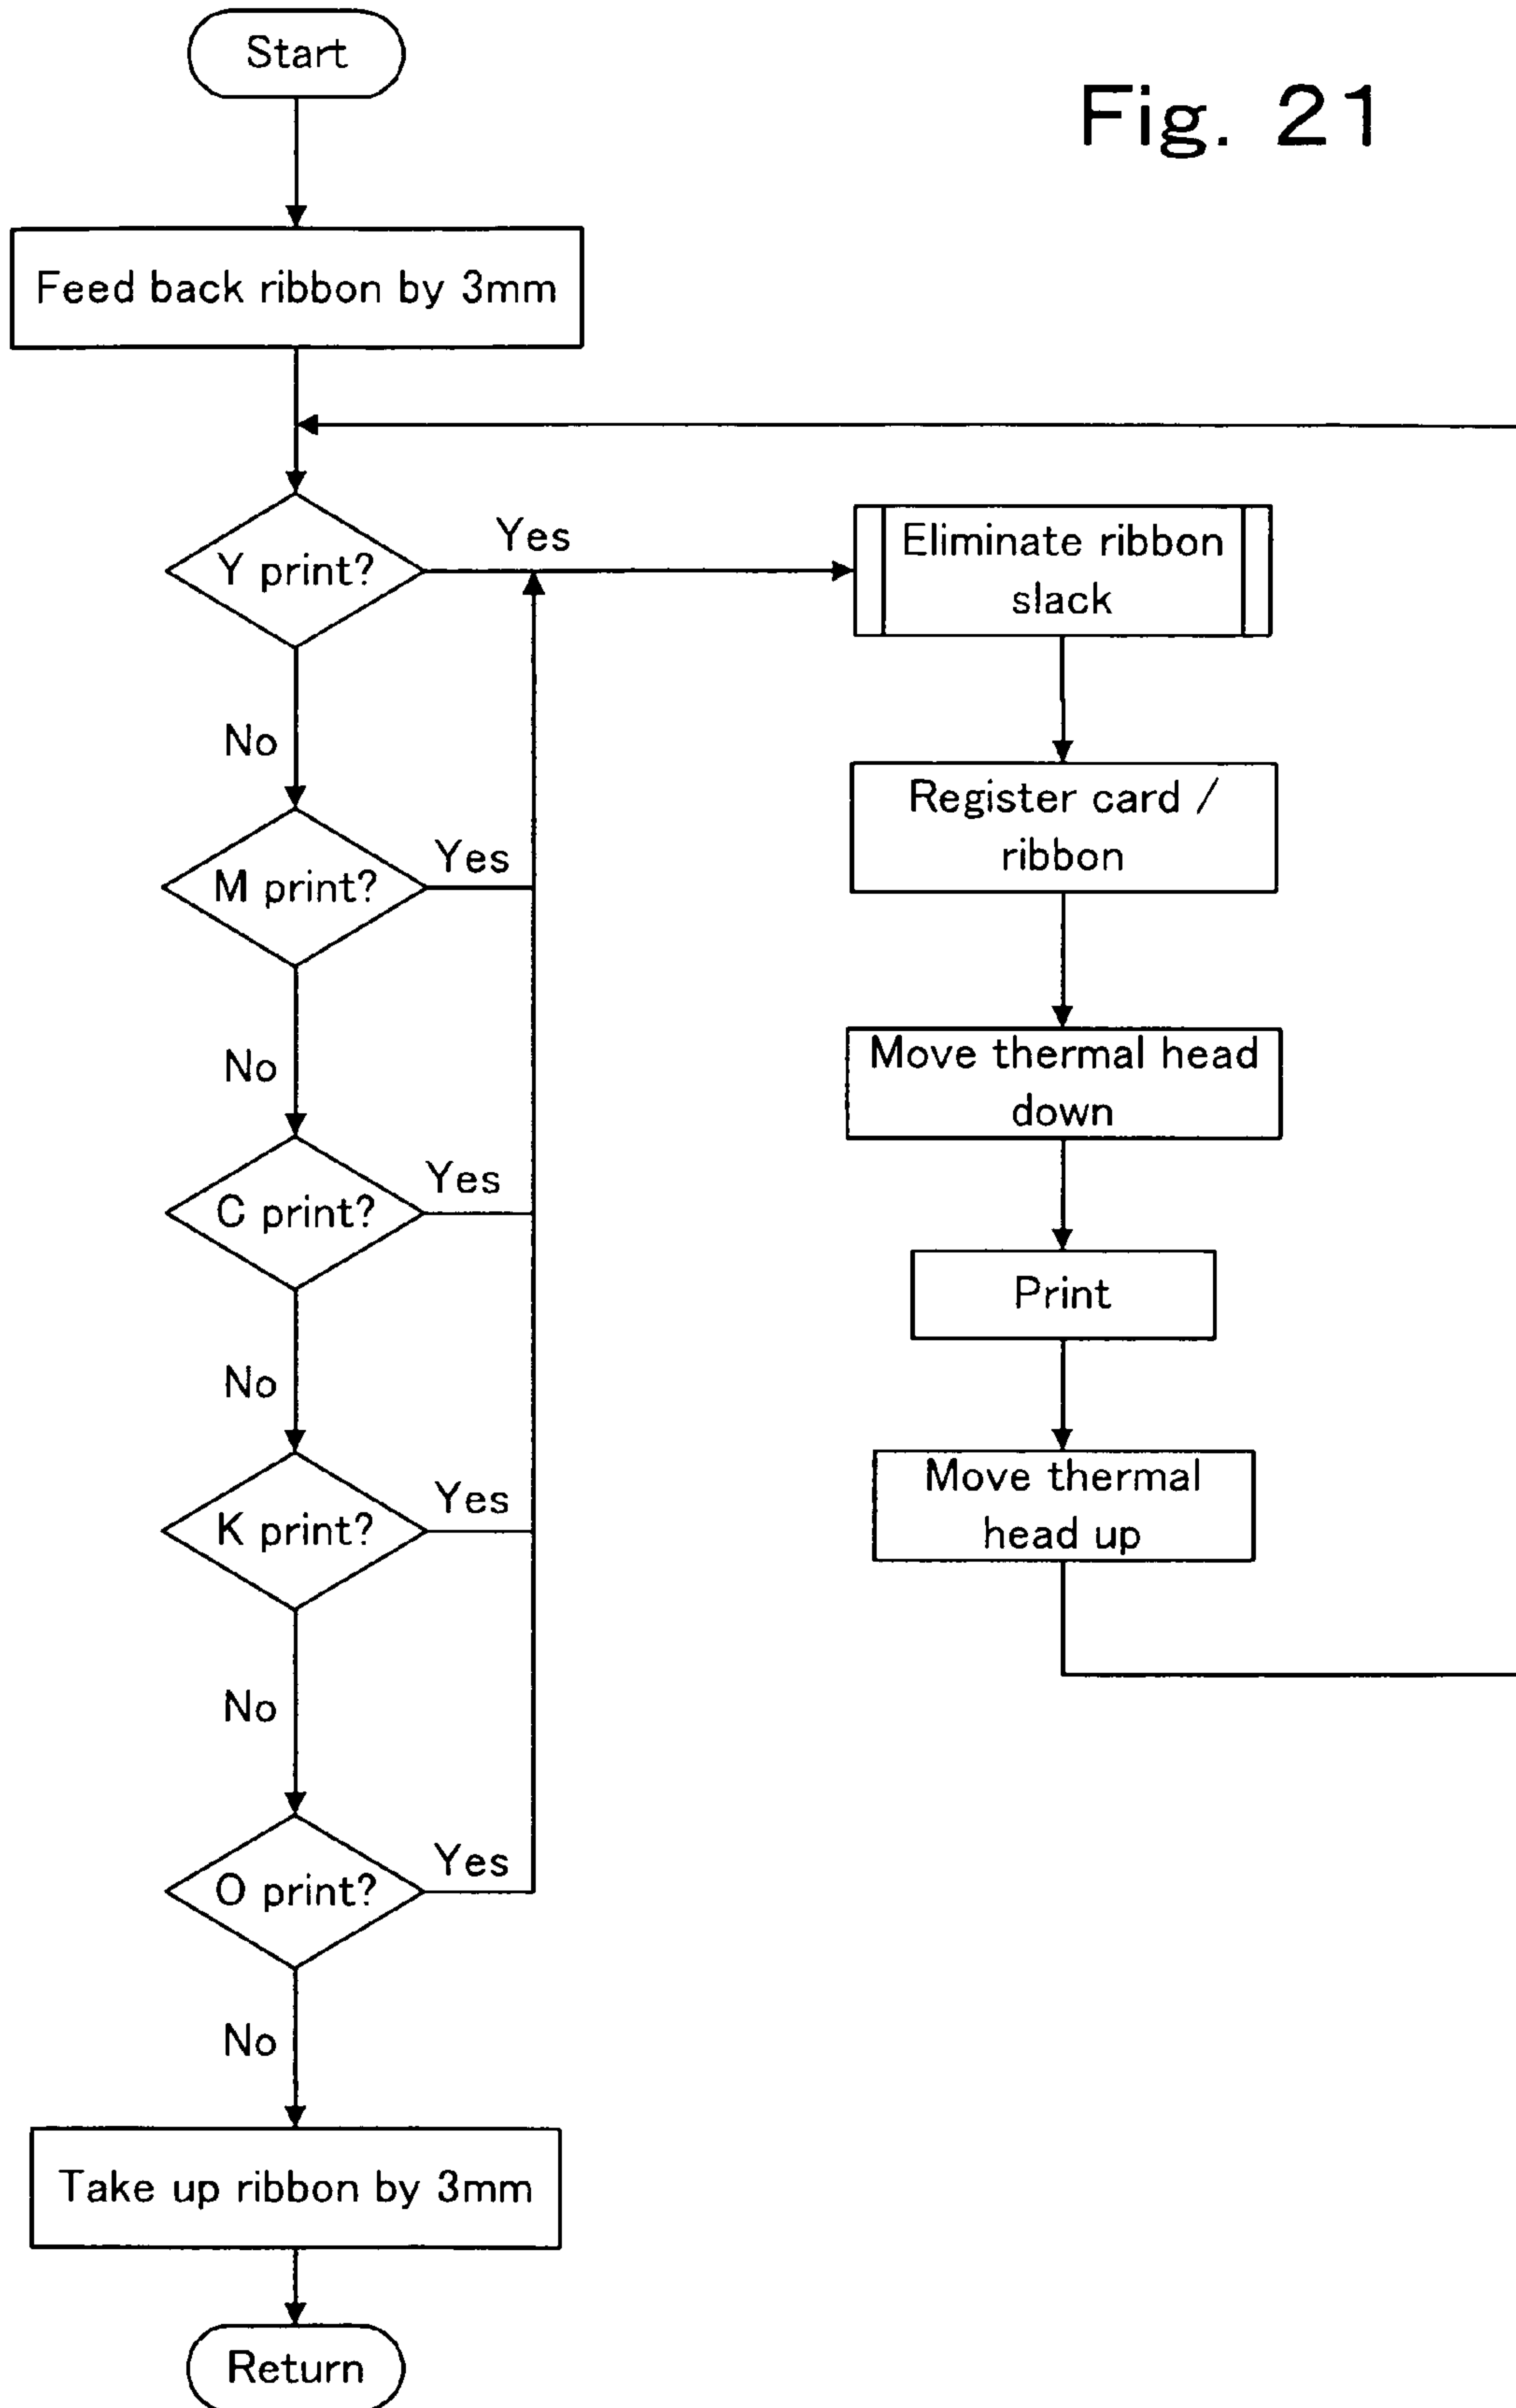 Start
Fig. 21
Feed back ribbon by 3mm
Y print?
Yes
No
M print?
Yes
No
C print?
Yes
No
K print?
Yes
No
O print?
Yes
No
Take up ribbon by 3mm
Return
Eliminate ribbon
slack
Register card /
ribbon
Move thermal head
down
Print
Move thermal
head up